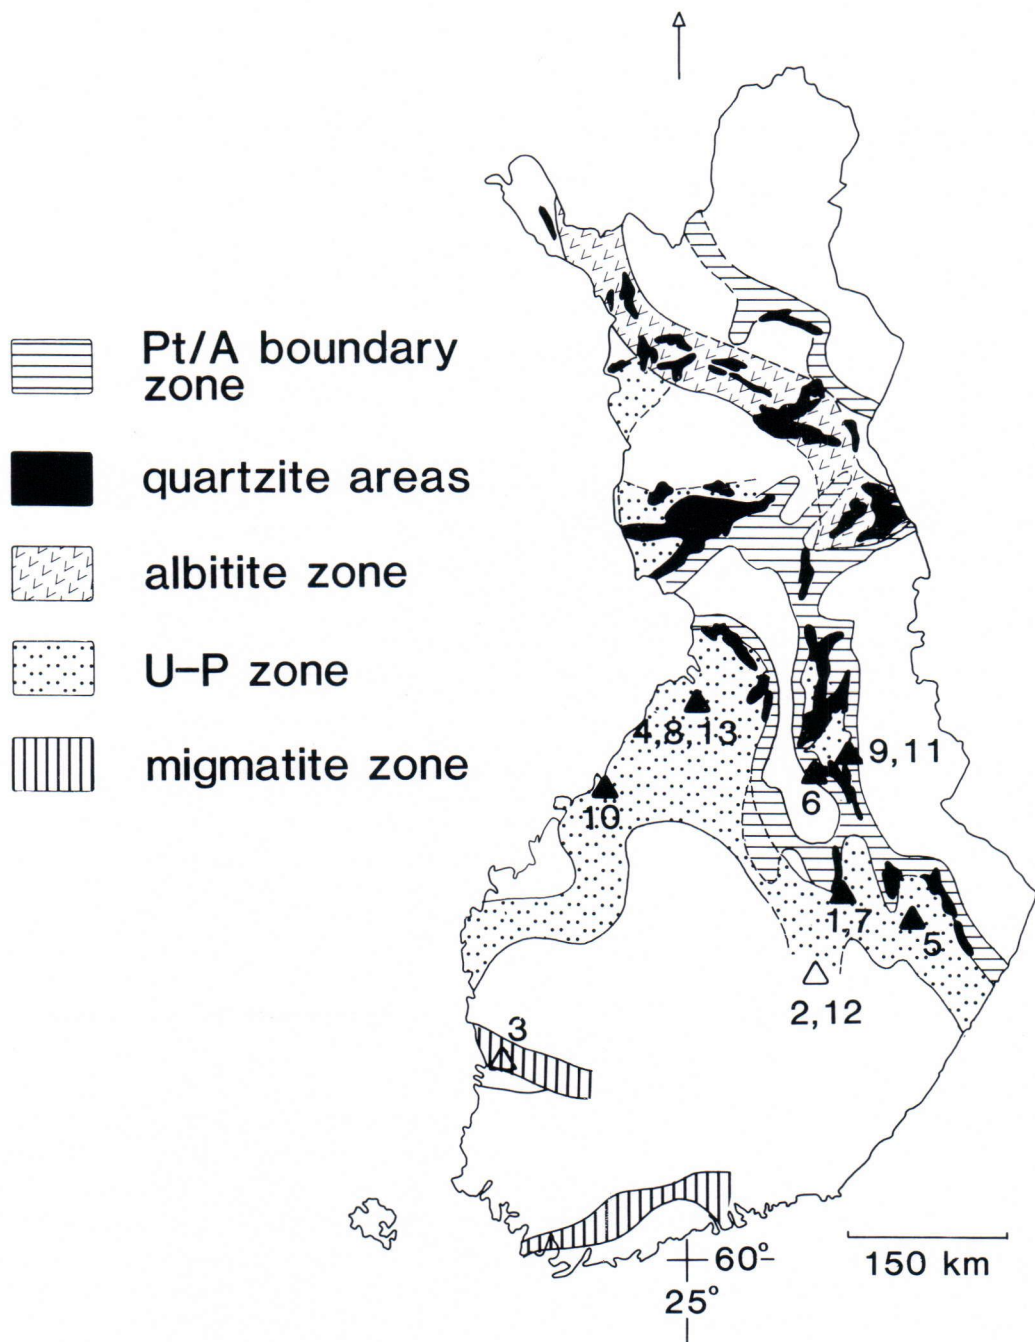 Pt/A boundary
zone
quartzite areas
albitite zone
U–P zone
migmatite zone
4,8,13
9,11
6
10
1,7
5
2,12
3
60°
25°
150 km